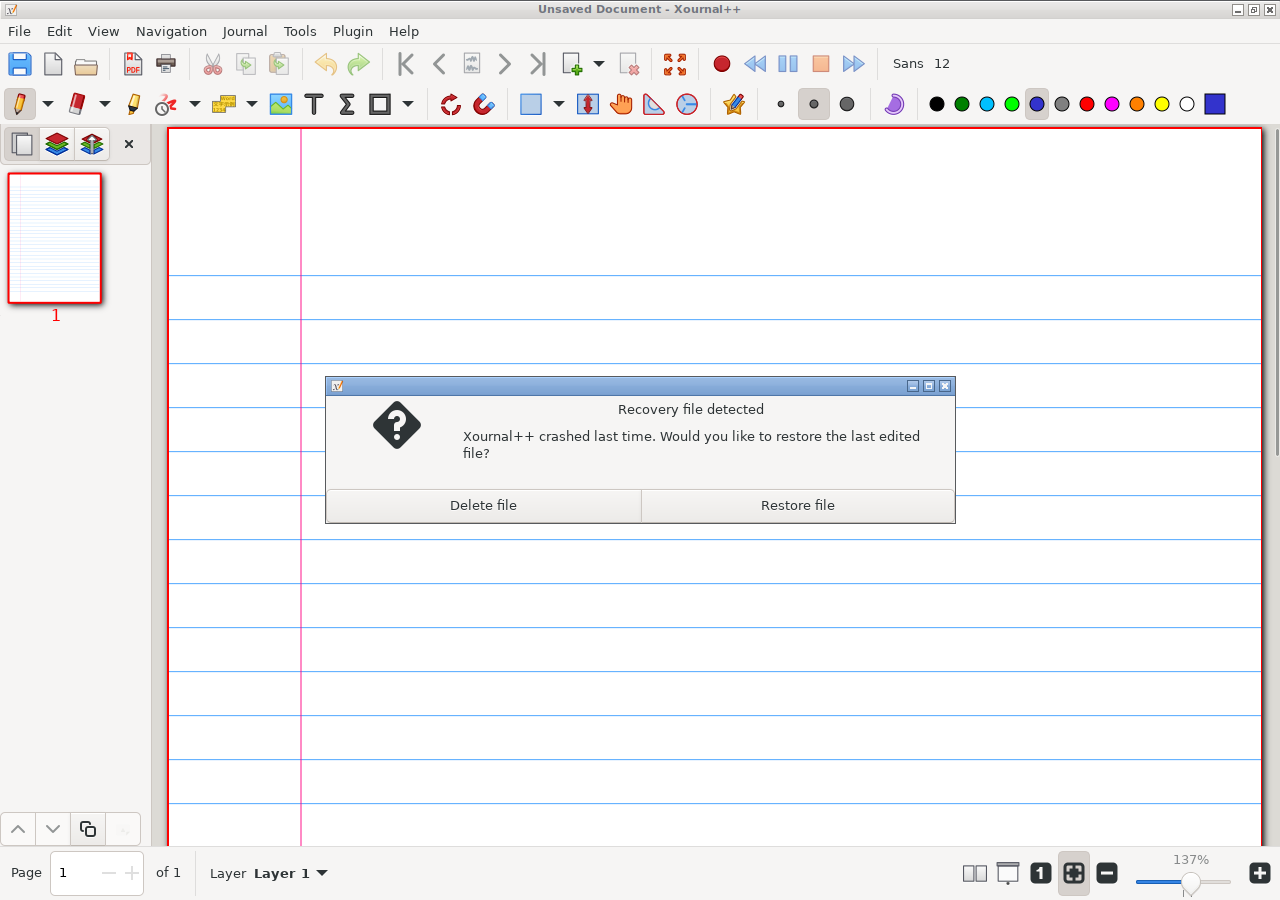 Unsaved Document - Xournal++
File Edit View Navigation Journal Tools Plugin Help
PDF
Sans 12
1
Recovery file detected
Xournal++ crashed last time. Would you like to restore the last edited
file?
Delete file Restore file
Page 1 of 1 Layer Layer 1
1
137%